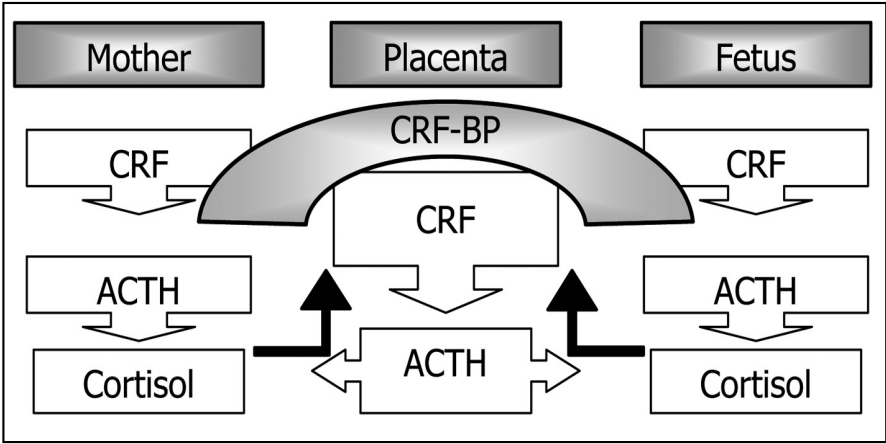 Mother
Placenta
Fetus
CRF-BP
CRF
CRF
CRF
ACTH
ACTH
ACTH
Cortisol
Cortisol